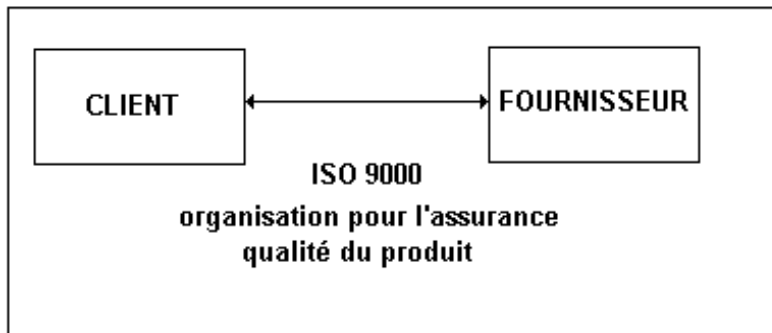 CLIENT
FOURNISSEUR
ISO 9000
organisation pour l'assurance
qualité du produit